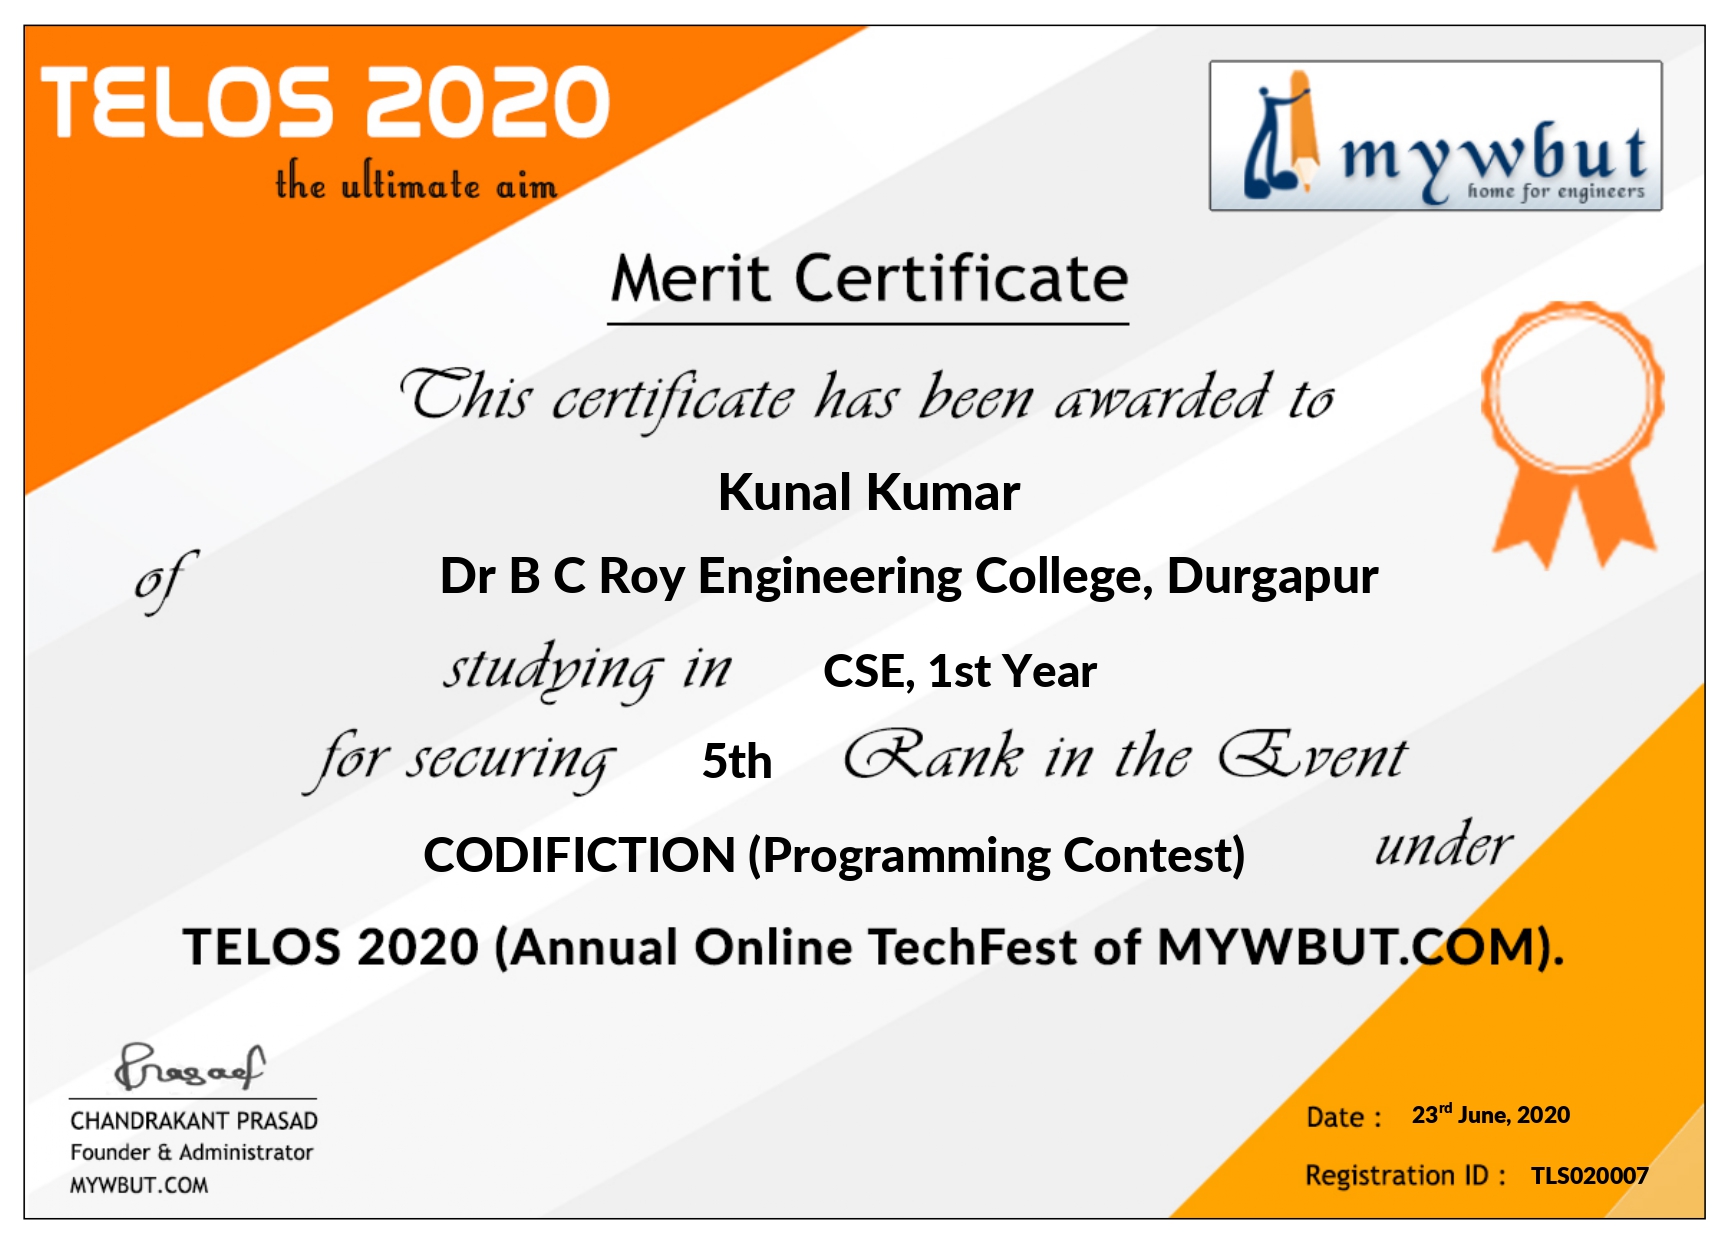 TELOS 2020
the ultimate aim
mywbut
home for engineers
Merit Certificate
This certificate has been awarded to
Kunal Kumar
of Dr B C Roy Engineering College, Durgapur
studying in CSE, 1st Year
for securing 5th Rank in the Event
CODIFICTION (Programming Contest) under
TELOS 2020 (Annual Online TechFest of MYWBUT.COM).
Prasad
CHANDRAKANT PRASAD
Founder & Administrator
MYWBUT.COM
Date : 23rd June, 2020
Registration ID : TLS020007